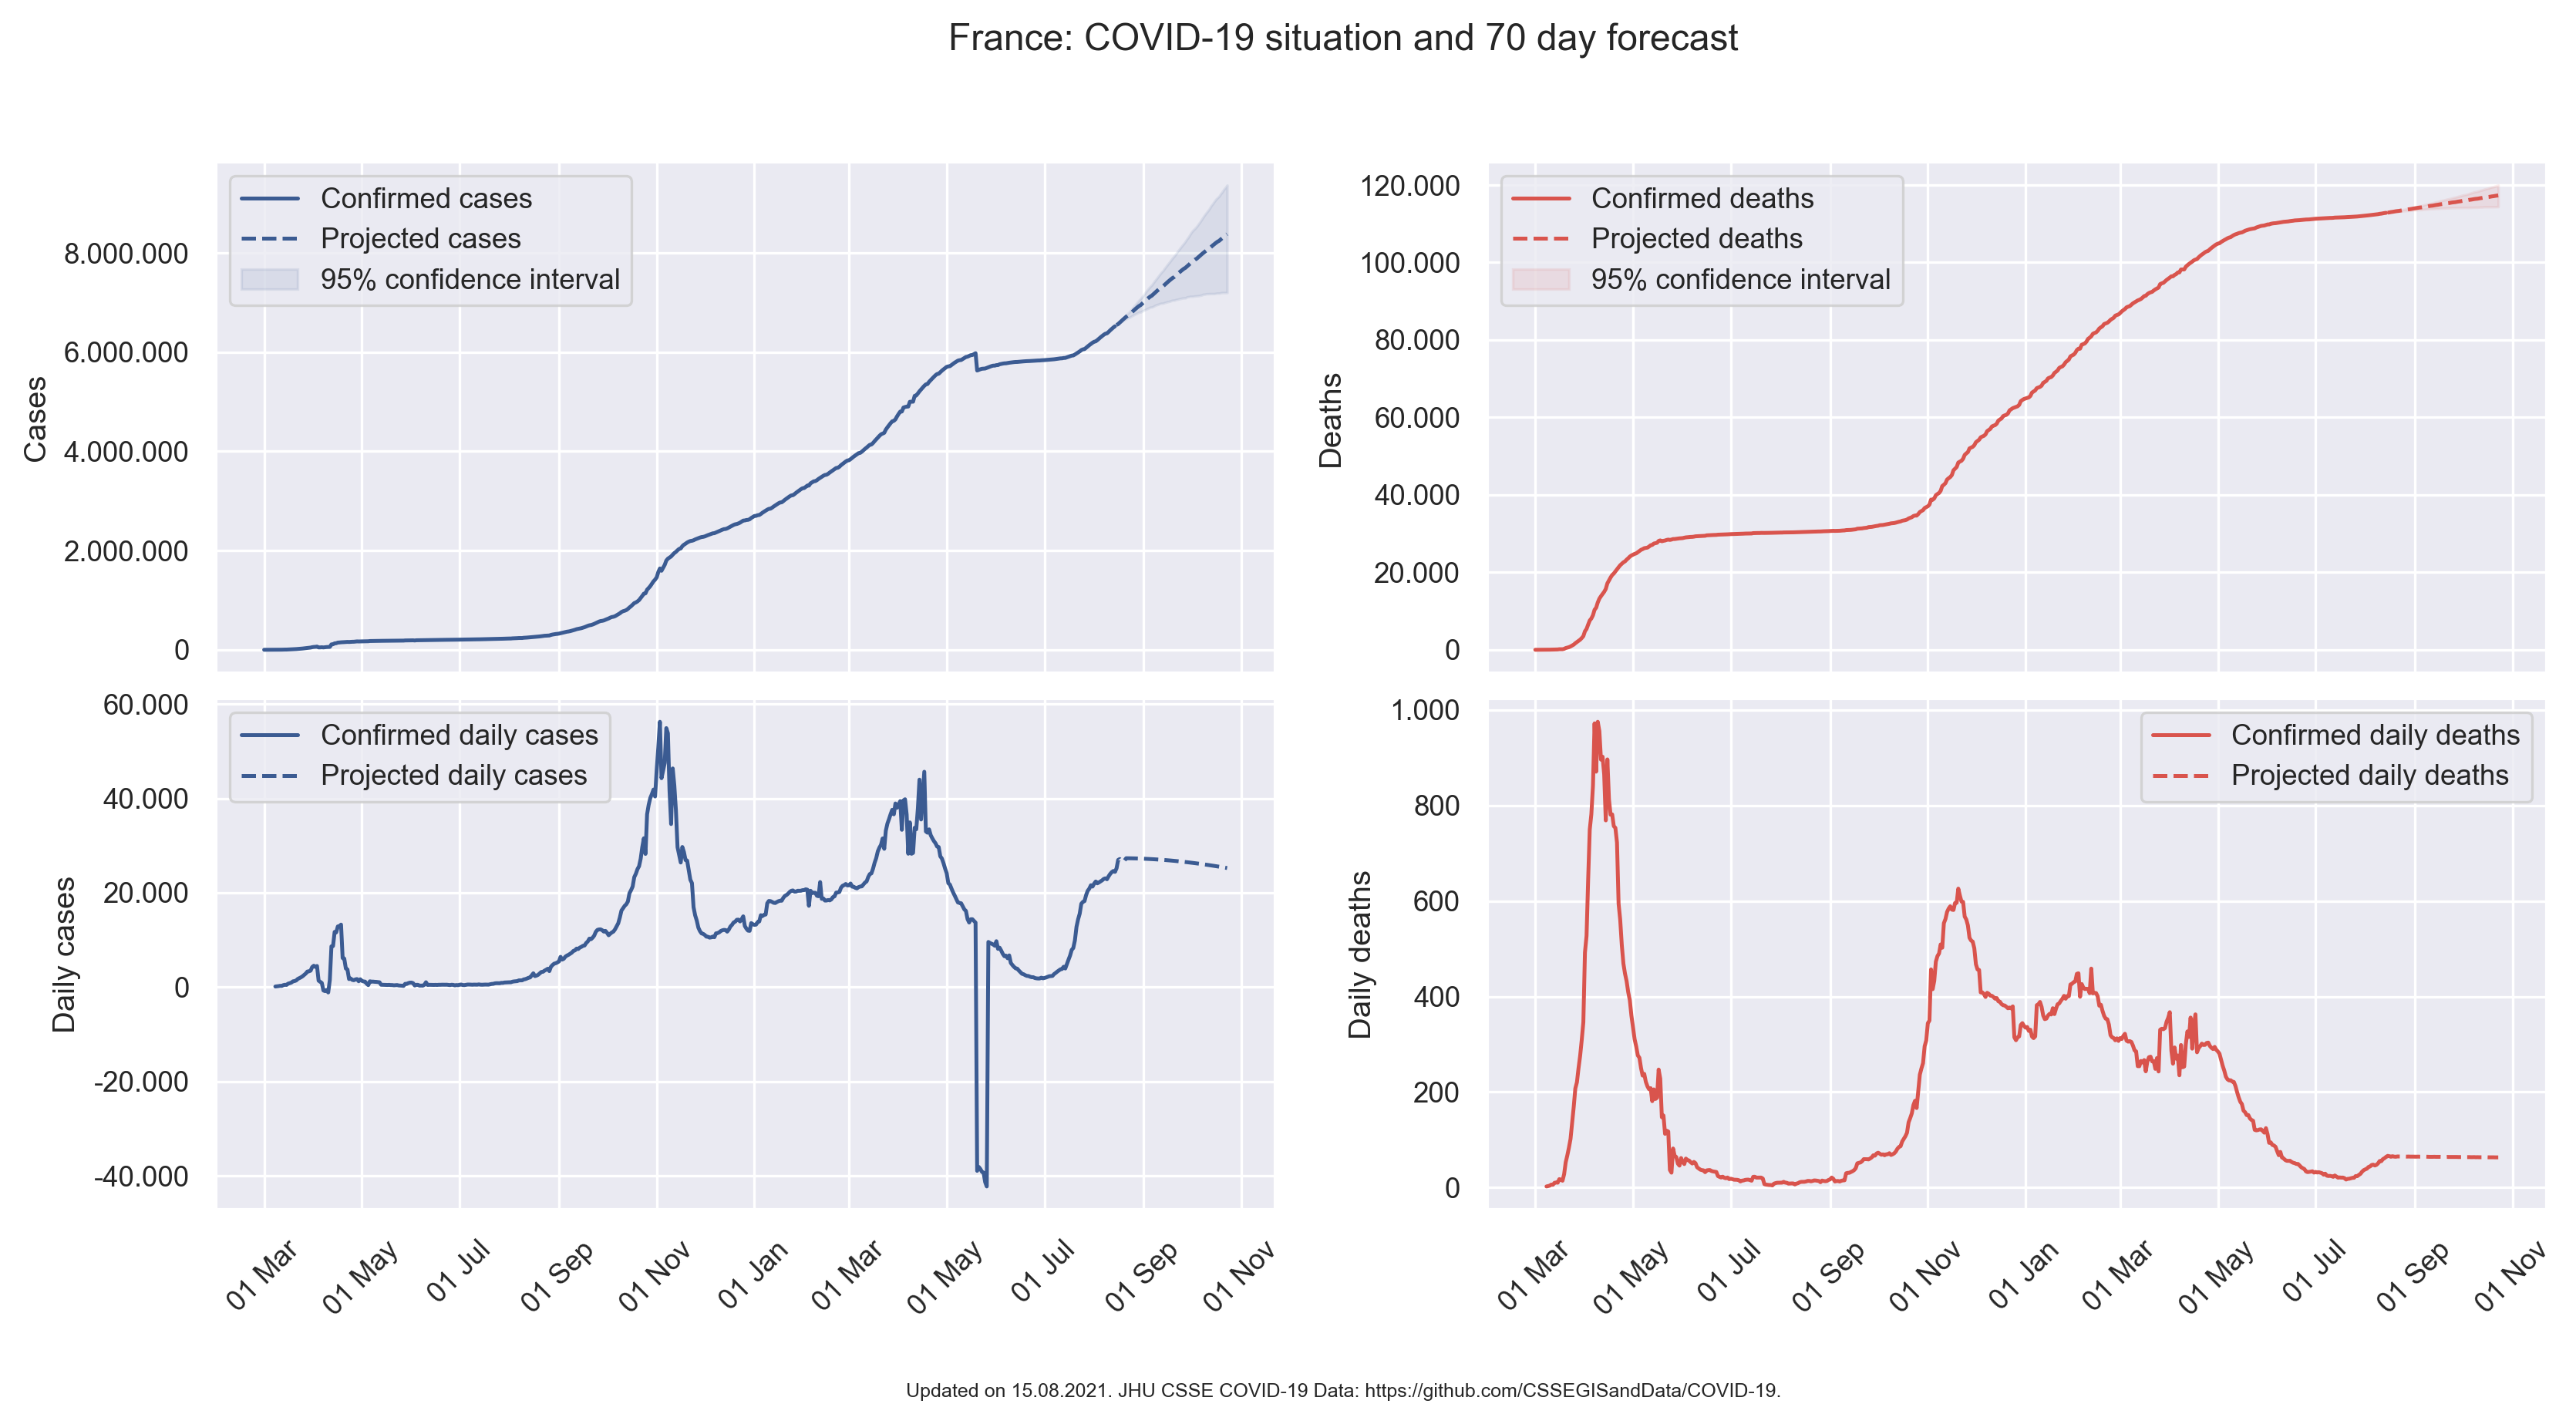 France: COVID-19 situation and 70 day forecast
Confirmed cases
Projected cases
95% confidence interval
Cases
8.000.000
6.000.000
4.000.000
2.000.000
0
Confirmed deaths
Projected deaths
95% confidence interval
Deaths
120.000
100.000
80.000
60.000
40.000
20.000
0
Confirmed daily cases
Projected daily cases
Daily cases
60.000
40.000
20.000
0
-20.000
-40.000
01 Mar
01 May
01 Jul
01 Sep
01 Nov
01 Jan
01 Mar
01 May
01 Jul
01 Sep
01 Nov
Confirmed daily deaths
Projected daily deaths
Daily deaths
1.000
800
600
400
200
0
01 Mar
01 May
01 Jul
01 Sep
01 Nov
01 Jan
01 Mar
01 May
01 Jul
01 Sep
01 Nov
Updated on 15.08.2021. JHU CSSE COVID-19 Data: https://github.com/CSSEGISandData/COVID-19.